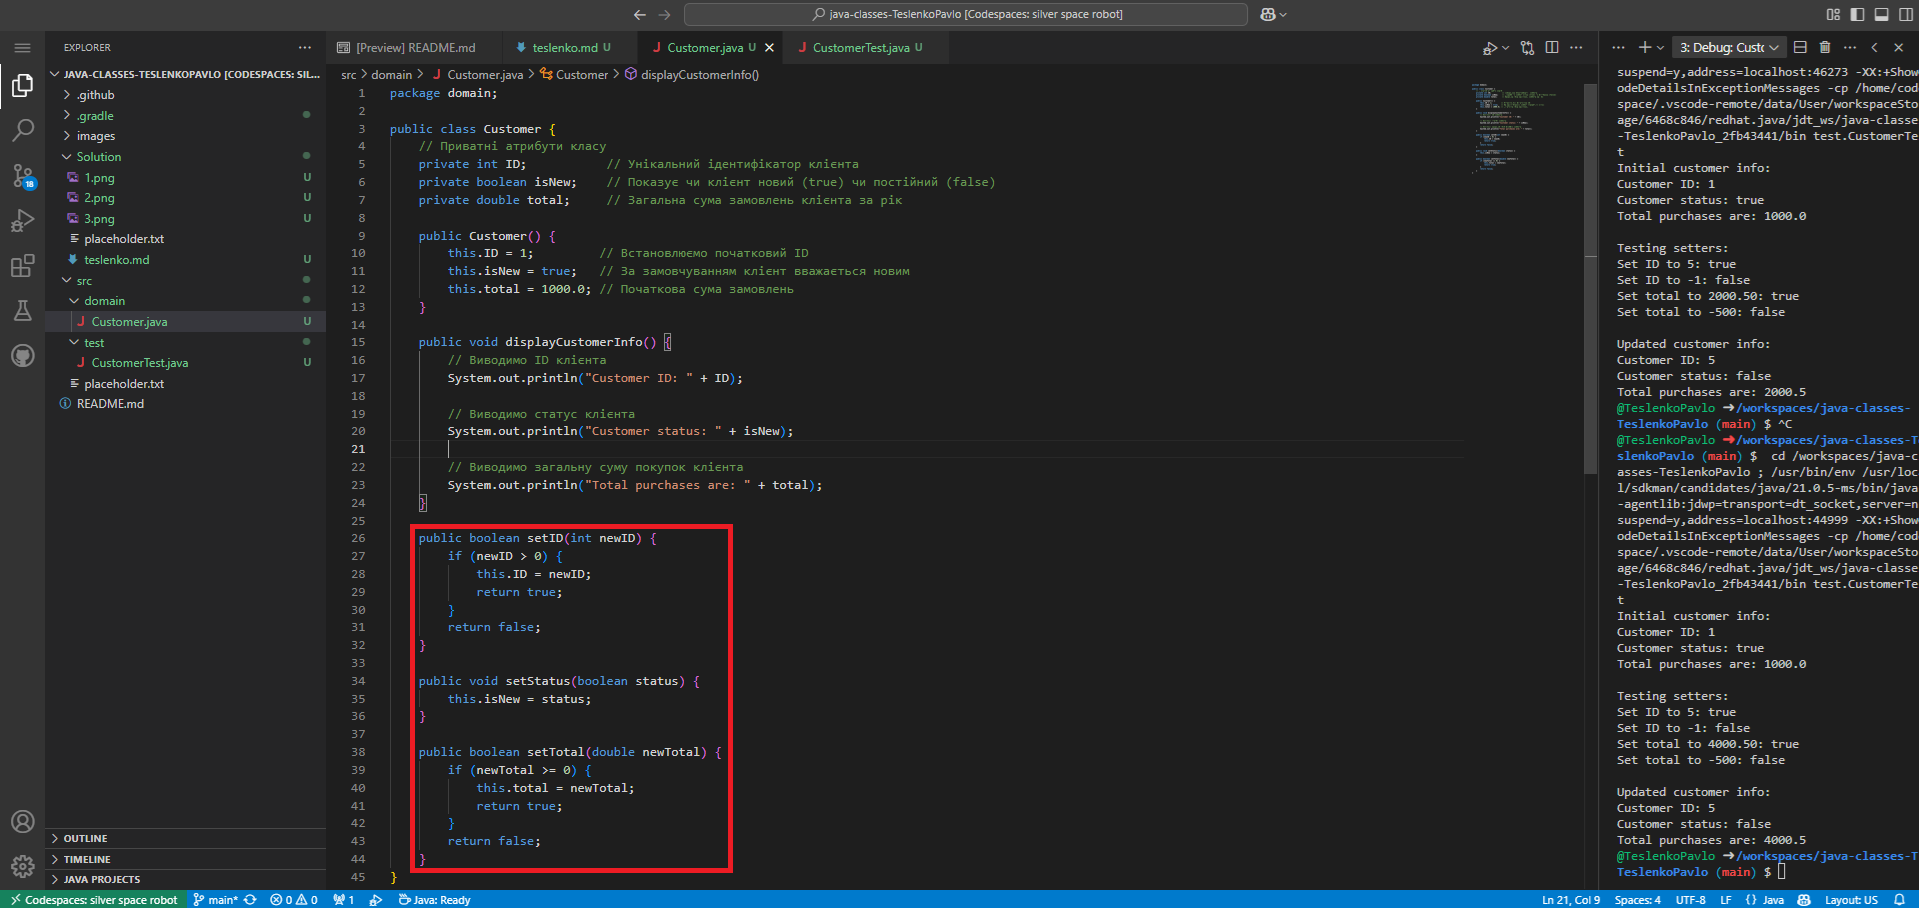 java-classes-TeslenkoPavlo [Codespaces: silver space robot]
EXPLORER
JAVA-CLASSES-TESLENKOPAVLO [CODESPACES: SIL...
.github
.gradle
images
Solution
1.png U
2.png U
3.png U
placeholder.txt
teslenko.md U
src
domain
Customer.java U
test
CustomerTest.java U
placeholder.txt
README.md
OUTLINE
TIMELINE
JAVA PROJECTS
18
[Preview] README.md
teslenko.md U
Customer.java U
CustomerTest.java U
src > domain > Customer.java > Customer > displayCustomerInfo()
1 package domain;
2
3 public class Customer {
4 // Приватні атрибути класу
5 private int ID; // Унікальний ідентифікатор клієнта
6 private boolean isNew; // Показує чи клієнт новий (true) чи постійний (false)
7 private double total; // Загальна сума замовлень клієнта за рік
8
9 public Customer() {
10 this.ID = 1; // Встановлюємо початковий ID
11 this.isNew = true; // За замовчуванням клієнт вважається новим
12 this.total = 1000.0; // Початкова сума замовлень
13 }
14
15 public void displayCustomerInfo() {
16 // Виводимо ID клієнта
17 System.out.println("Customer ID: " + ID);
18
19 // Виводимо статус клієнта
20 System.out.println("Customer status: " + isNew);
21
22 // Виводимо загальну суму покупок клієнта
23 System.out.println("Total purchases are: " + total);
24 }
25
26 public boolean setID(int newID) {
27 if (newID > 0) {
28 this.ID = newID;
29 return true;
30 }
31 return false;
32 }
33
34 public void setStatus(boolean status) {
35 this.isNew = status;
36 }
37
38 public boolean setTotal(double newTotal) {
39 if (newTotal >= 0) {
40 this.total = newTotal;
41 return true;
42 }
43 return false;
44 }
45 }
3: Debug: Custc
suspend=y,address=localhost:46273 -XX:+Show
odeDetailsInExceptionMessages -cp /home/cod
space/.vscode-remote/data/User/workspaceSto
age/6468c846/redhat.java/jdt_ws/java-classe
-TeslenkoPavlo_2fb43441/bin test.CustomerTe
t
Initial customer info:
Customer ID: 1
Customer status: true
Total purchases are: 1000.0
Testing setters:
Set ID to 5: true
Set ID to -1: false
Set total to 2000.50: true
Set total to -500: false
Updated customer info:
Customer ID: 5
Customer status: false
Total purchases are: 2000.5
@TeslenkoPavlo ➜/workspaces/java-classes-
TeslenkoPavlo (main) $ ^C
@TeslenkoPavlo ➜/workspaces/java-classes-T
slenkoPavlo (main) $ cd /workspaces/java-c
asses-TeslenkoPavlo ; /usr/bin/env /usr/loc
l/sdkman/candidates/java/21.0.5-ms/bin/java
-agentlib:jdwp=transport=dt_socket,server=n
suspend=y,address=localhost:44999 -XX:+Show
odeDetailsInExceptionMessages -cp /home/cod
space/.vscode-remote/data/User/workspaceSto
age/6468c846/redhat.java/jdt_ws/java-classe
-TeslenkoPavlo_2fb43441/bin test.CustomerTe
t
Initial customer info:
Customer ID: 1
Customer status: true
Total purchases are: 1000.0
Testing setters:
Set ID to 5: true
Set ID to -1: false
Set total to 4000.50: true
Set total to -500: false
Updated customer info:
Customer ID: 5
Customer status: false
Total purchases are: 4000.5
@TeslenkoPavlo ➜/workspaces/java-classes-T
TeslenkoPavlo (main) $
Codespaces: silver space robot main* 0 0 1 Java: Ready Ln 21, Col 9 Spaces: 4 UTF-8 LF {} Java Layout: US